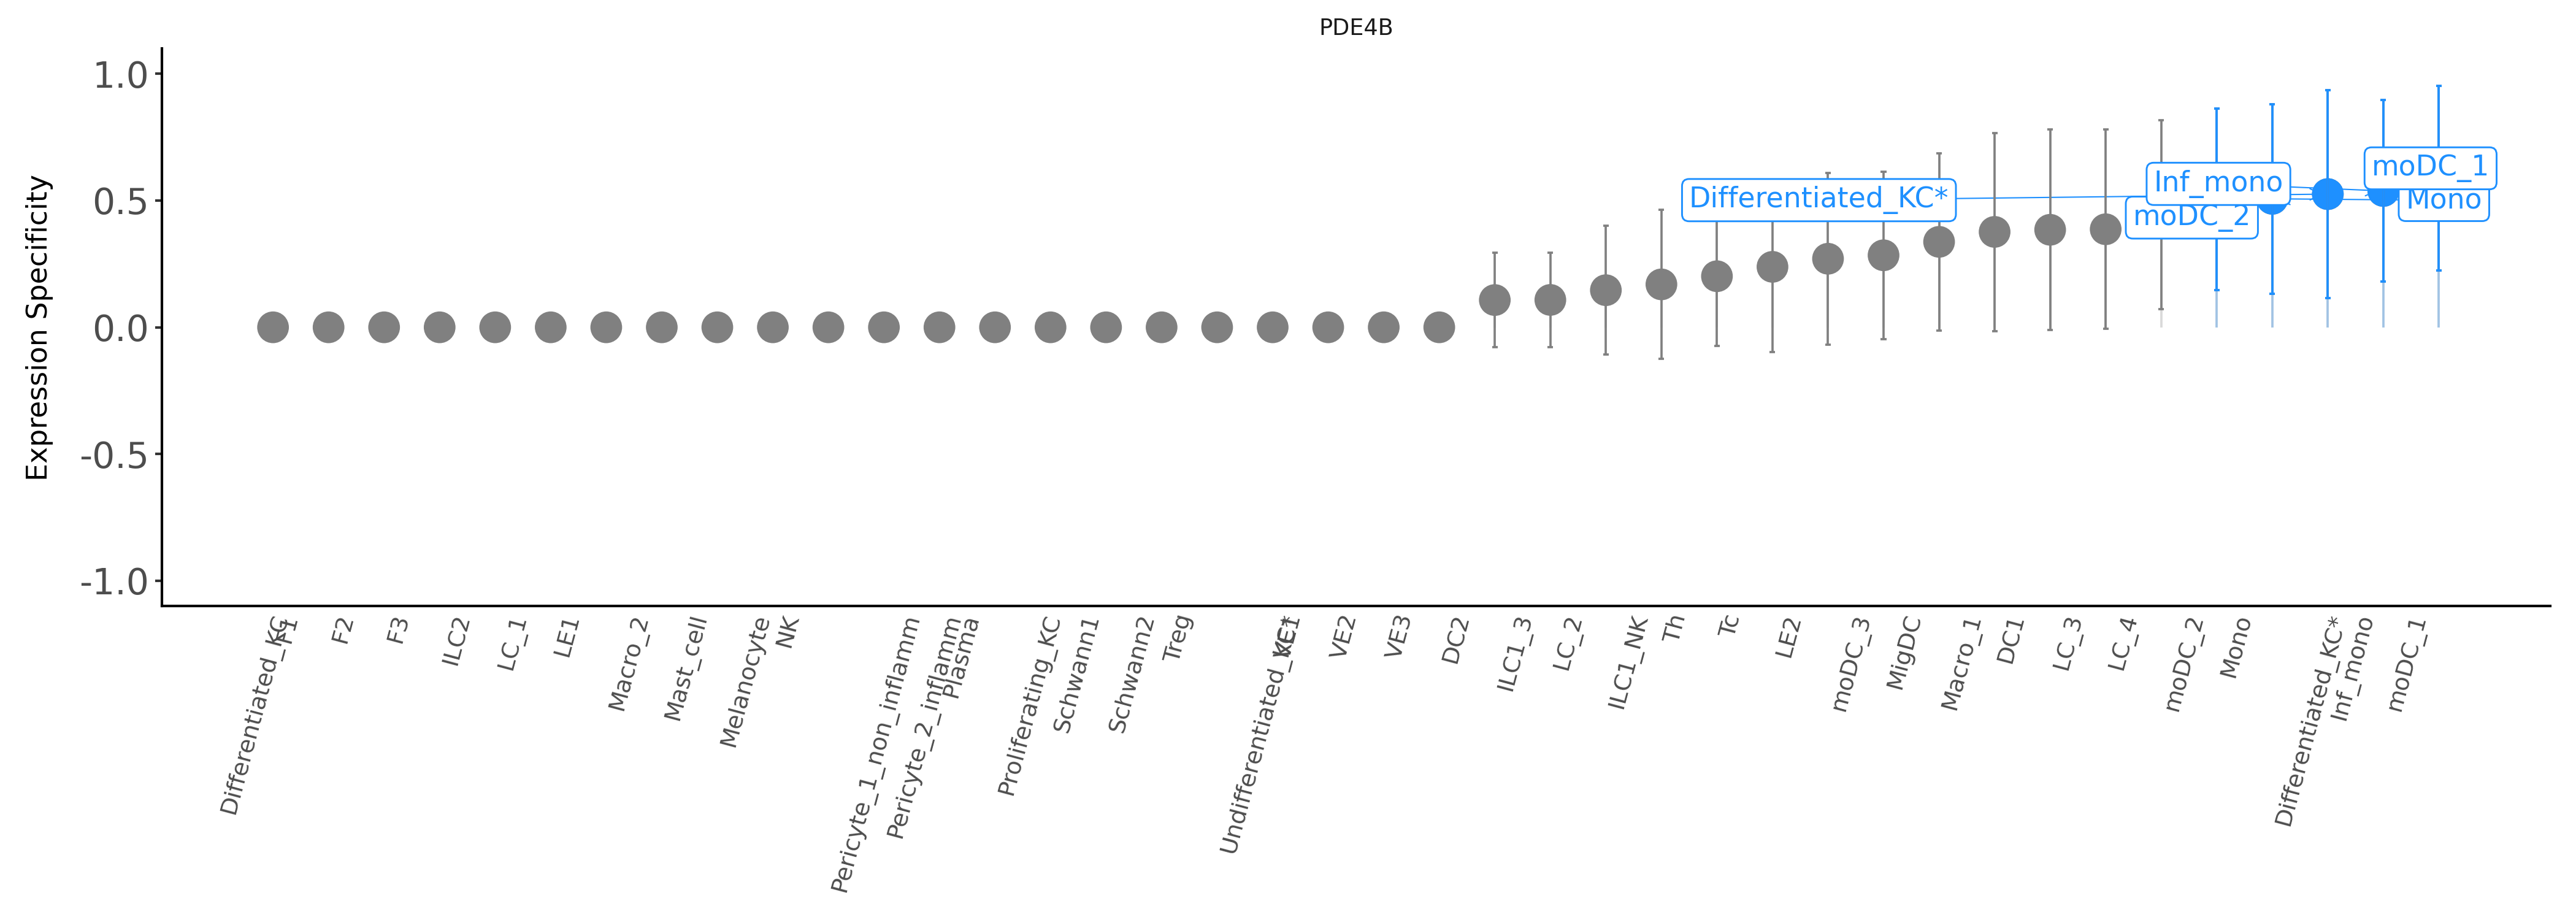 PDE4B
Expression Specificity
1.0
0.5
0.0
-0.5
-1.0
Differentiated_KC*
Inf_mono
moDC_2
moDC_1
Mono
Differentiated_KC
F1
F2
F3
ILC2
LC_1
LE1
Macro_2
Mast_cell
Melanocyte
NK
Pericyte_1_non_inflamm
Pericyte_2_inflamm
Plasma
Proliferating_KC
Schwann1
Schwann2
Treg
Undifferentiated_KC*
VE1
VE2
VE3
DC2
ILC1_3
LC_2
ILC1_NK
Th
Tc
LE2
moDC_3
MigDC
Macro_1
DC1
LC_3
LC_4
moDC_2
Mono
Differentiated_KC*
Inf_mono
moDC_1